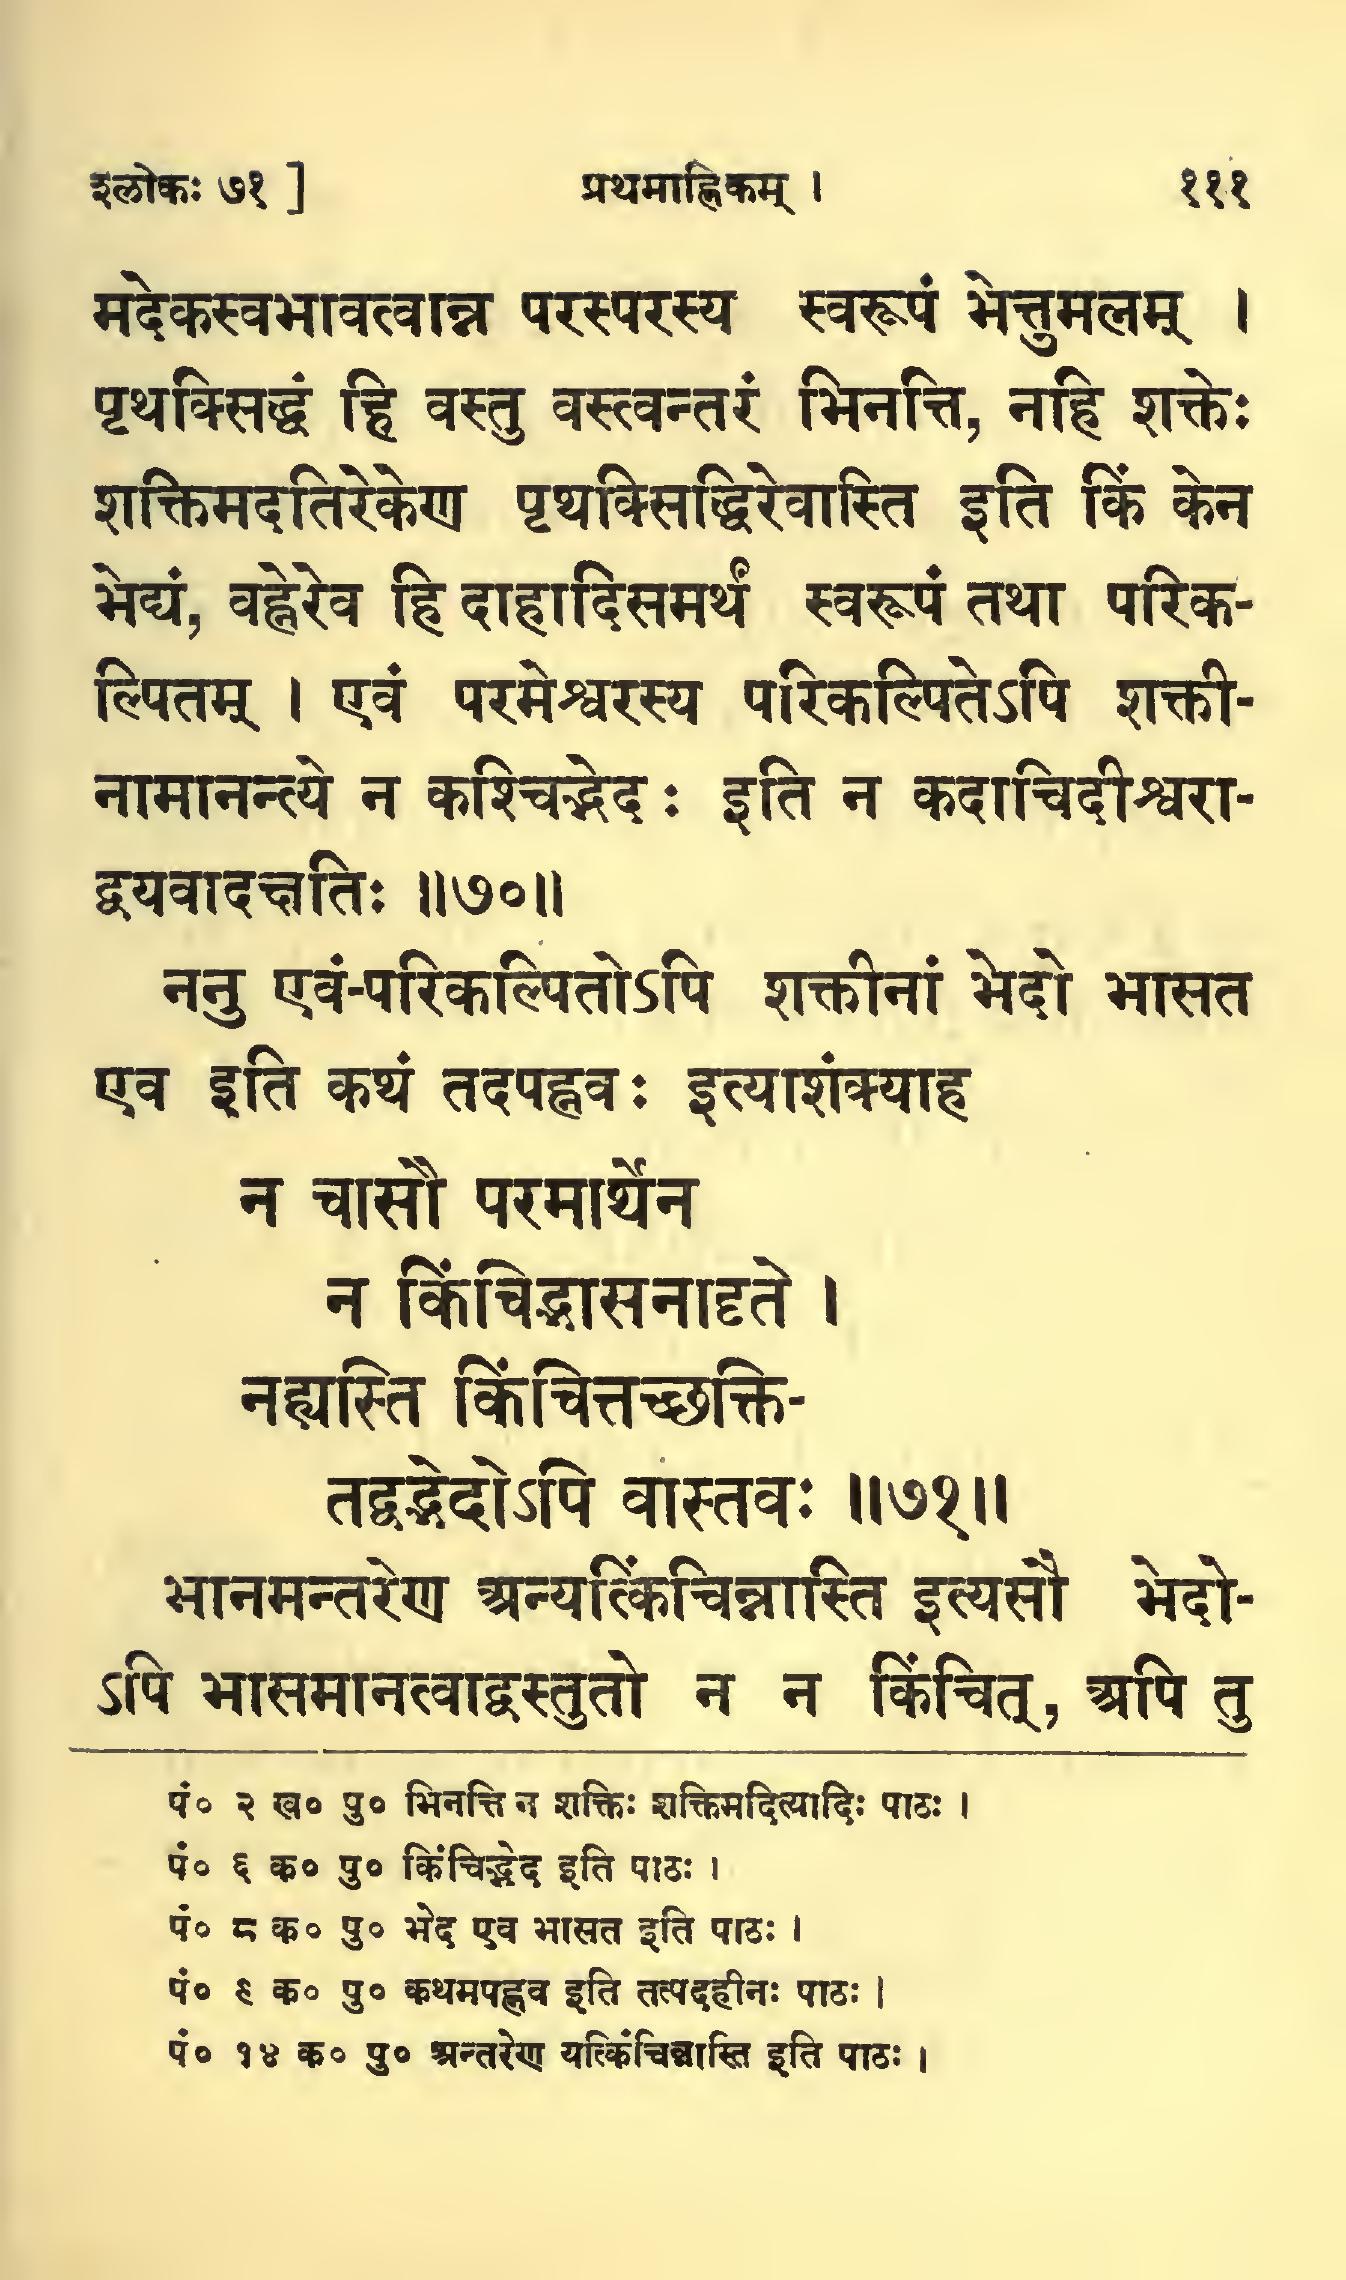 श्लोकः ७१ ] प्रथमाह्निकम् । १११
मदेकस्वभावत्वान्न परस्परस्य स्वरूपं भेत्तुमलम् ।
पृथक्सिद्धं हि वस्तु वस्त्वन्तरं भिनत्ति, नहि शक्तेः
शक्तिमदतिरेकेण पृथक्सिद्धिरेवास्ति इति किं केन
भेद्यं, वह्नेरेव हि दाहादिसमर्थं स्वरूपं तथा परिक-
ल्पितम् । एवं परमेश्वरस्य परिकल्पितेऽपि शक्ती-
नामानन्त्ये न कश्चिद्भेदः इति न कदाचिदीश्वरा-
द्वयवादक्षतिः ॥७०॥
ननु एवं-परिकल्पितोऽपि शक्तीनां भेदो भासत
एव इति कथं तदपह्नवः इत्याशंक्याह
न चासौ परमार्थेन
न किंचिद्भासनादृते ।
नह्यस्ति किंचित्तच्छक्ति-
तद्वद्भेदोऽपि वास्तवः ॥७१॥
भानमन्तरेण अन्यत्किंचिन्नास्ति इत्यसौ भेदो-
ऽपि भासमानत्वाद्वस्तुतो न न किंचित्, अपि तु
पं० २ ख० पु० भिनत्ति न शक्तिः शक्तिमदित्यादिः पाठः ।
पं० ६ क० पु० किंचिद्भेद इति पाठः ।
पं० ८ क० पु० भेद एव भासत इति पाठः ।
पं० ९ क० पु० कथमपह्नव इति तत्पदहीनः पाठः ।
पं० १४ क० पु० अन्तरेण यत्किंचिन्नास्ति इति पाठः ।